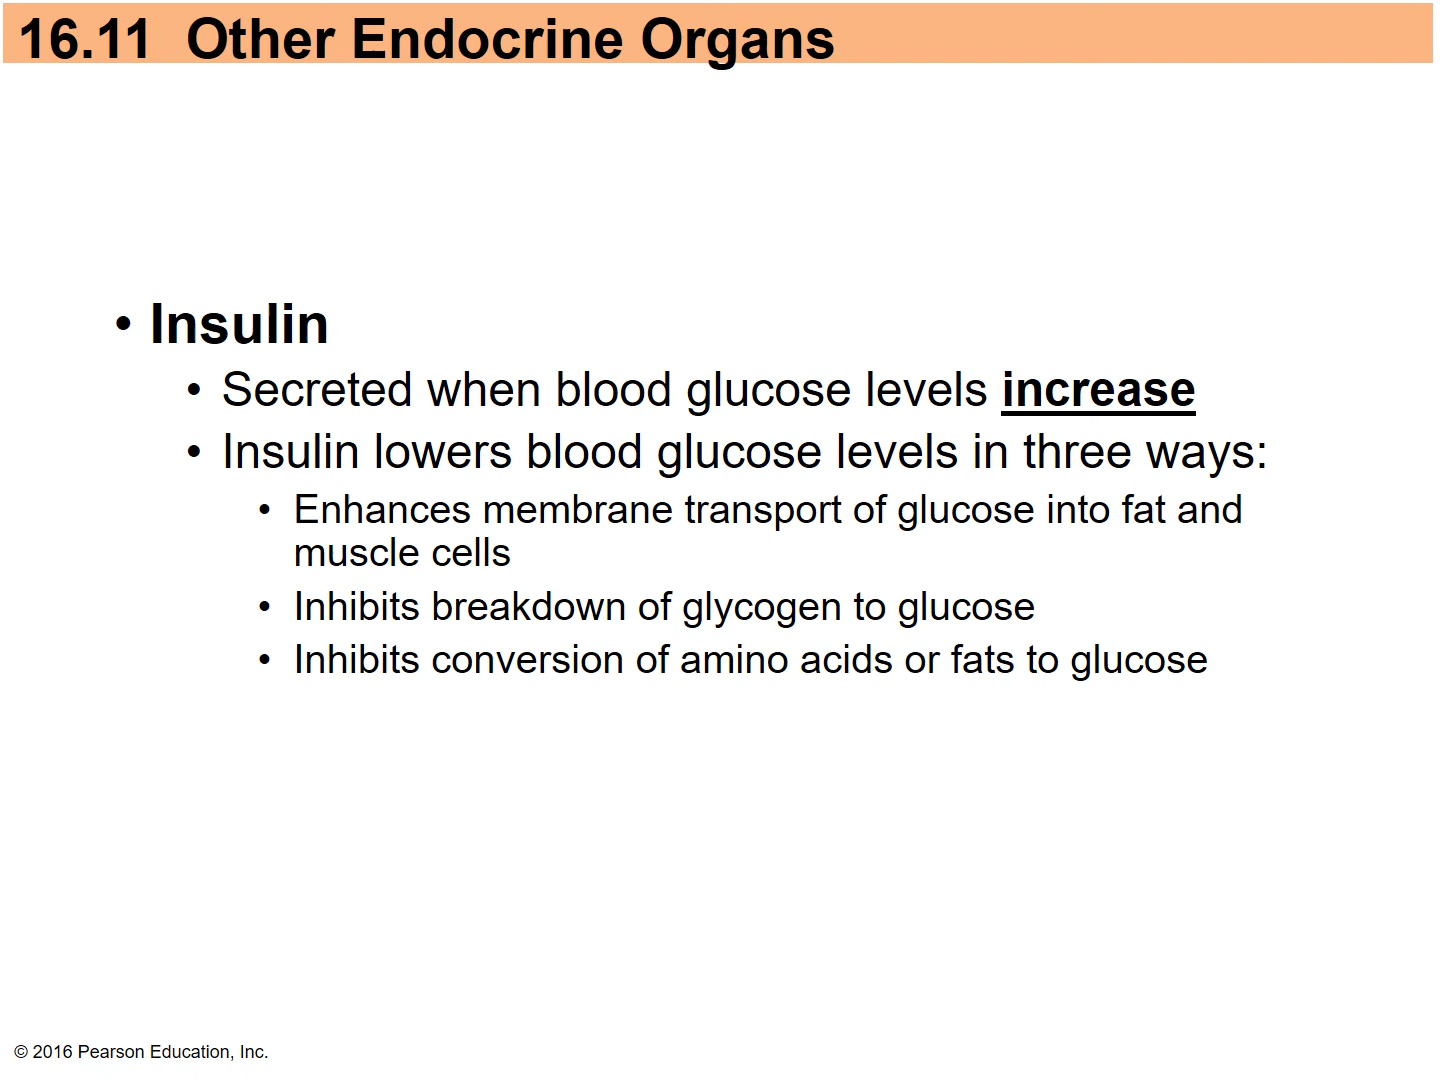 16.11 Other Endocrine Organs
• Insulin
• Secreted when blood glucose levels increase
• Insulin lowers blood glucose levels in three ways:
• Enhances membrane transport of glucose into fat and
muscle cells
• Inhibits breakdown of glycogen to glucose
• Inhibits conversion of amino acids or fats to glucose
© 2016 Pearson Education, Inc.